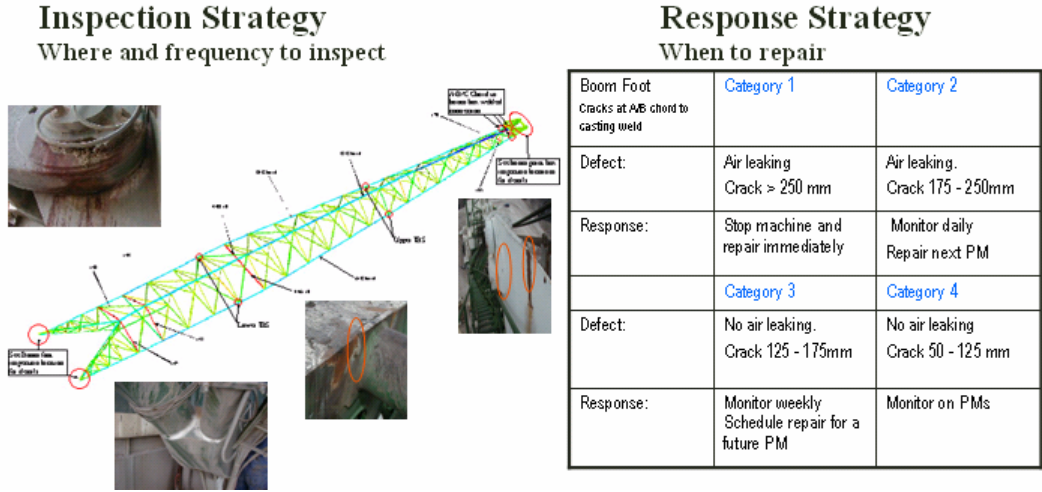 Inspection Strategy
Where and frequency to inspect
Upper TBS
Lower TBS
Response Strategy
When to repair
Boom Foot
Cracks at A/B chord to
casting weld
Category 1
Category 2
Defect:
Air leaking
Crack > 250 mm
Air leaking.
Crack 175 - 250mm
Response:
Stop machine and
repair immediately
Monitor daily
Repair next PM
Category 3
Category 4
Defect:
No air leaking.
Crack 125 - 175mm
No air leaking
Crack 50 - 125 mm
Response:
Monitor weekly
Schedule repair for a
future PM
Monitor on PMs